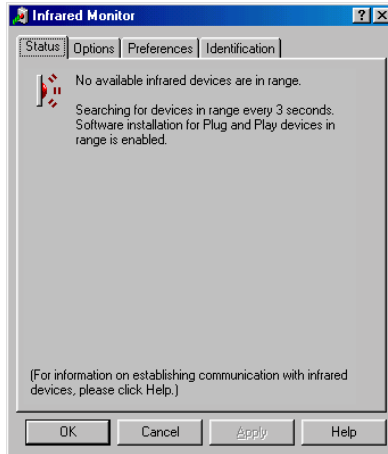 Infrared Monitor
Status Options Preferences Identification
No available infrared devices are in range.
Searching for devices in range every 3 seconds.
Software installation for Plug and Play devices in
range is enabled.
(For information on establishing communication with infrared
devices, please click Help.)
OK Cancel Apply Help